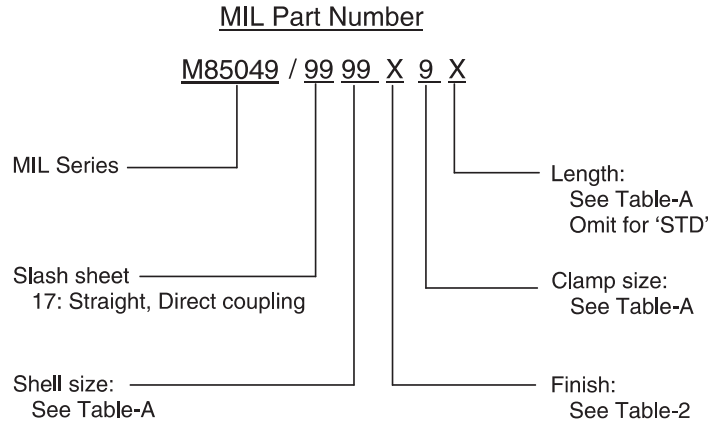 MIL Part Number
M85049 / 99 99 X 9 X
MIL Series
Length:
See Table-A
Omit for ‘STD’
Slash sheet
17: Straight, Direct coupling
Clamp size:
See Table-A
Shell size:
See Table-A
Finish:
See Table-2